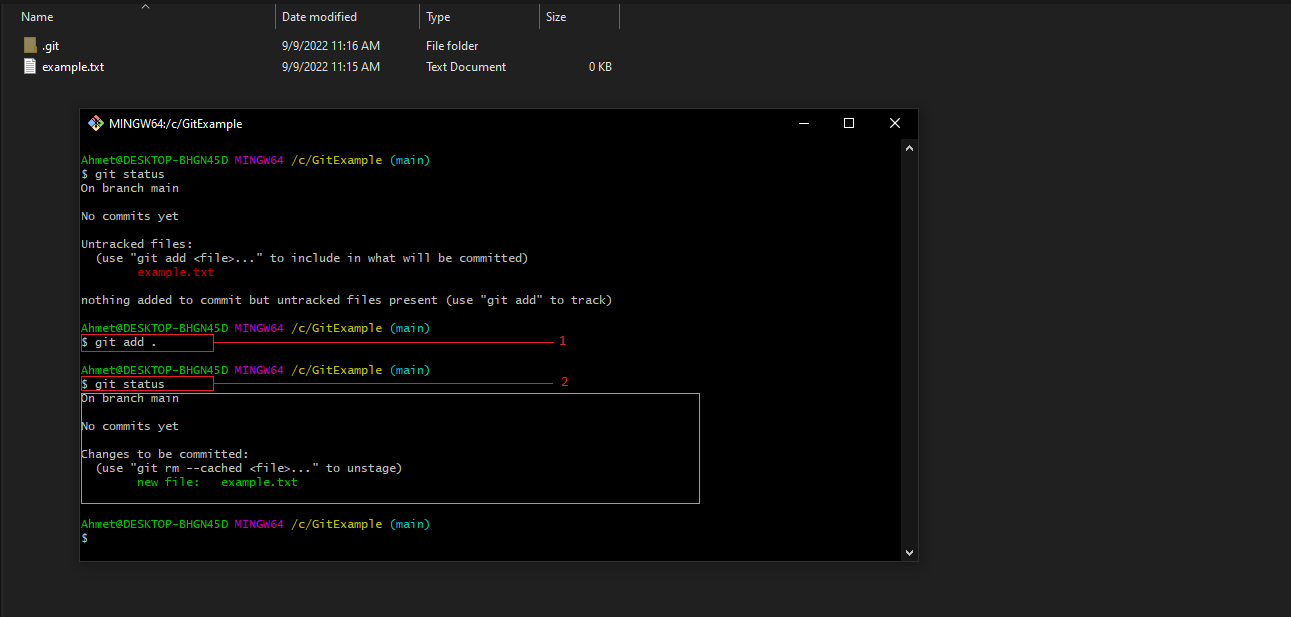 Name Date modified Type Size
.git 9/9/2022 11:16 AM File folder
example.txt 9/9/2022 11:15 AM Text Document 0 KB
MINGW64:/c/GitExample
Ahmet@DESKTOP-BHGN45D MINGW64 /c/GitExample (main)
$ git status
On branch main
No commits yet
Untracked files:
(use "git add <file>..." to include in what will be committed)
example.txt
nothing added to commit but untracked files present (use "git add" to track)
Ahmet@DESKTOP-BHGN45D MINGW64 /c/GitExample (main)
$ git add . 1
Ahmet@DESKTOP-BHGN45D MINGW64 /c/GitExample (main)
$ git status 2
On branch main
No commits yet
Changes to be committed:
(use "git rm --cached <file>..." to unstage)
new file: example.txt
Ahmet@DESKTOP-BHGN45D MINGW64 /c/GitExample (main)
$